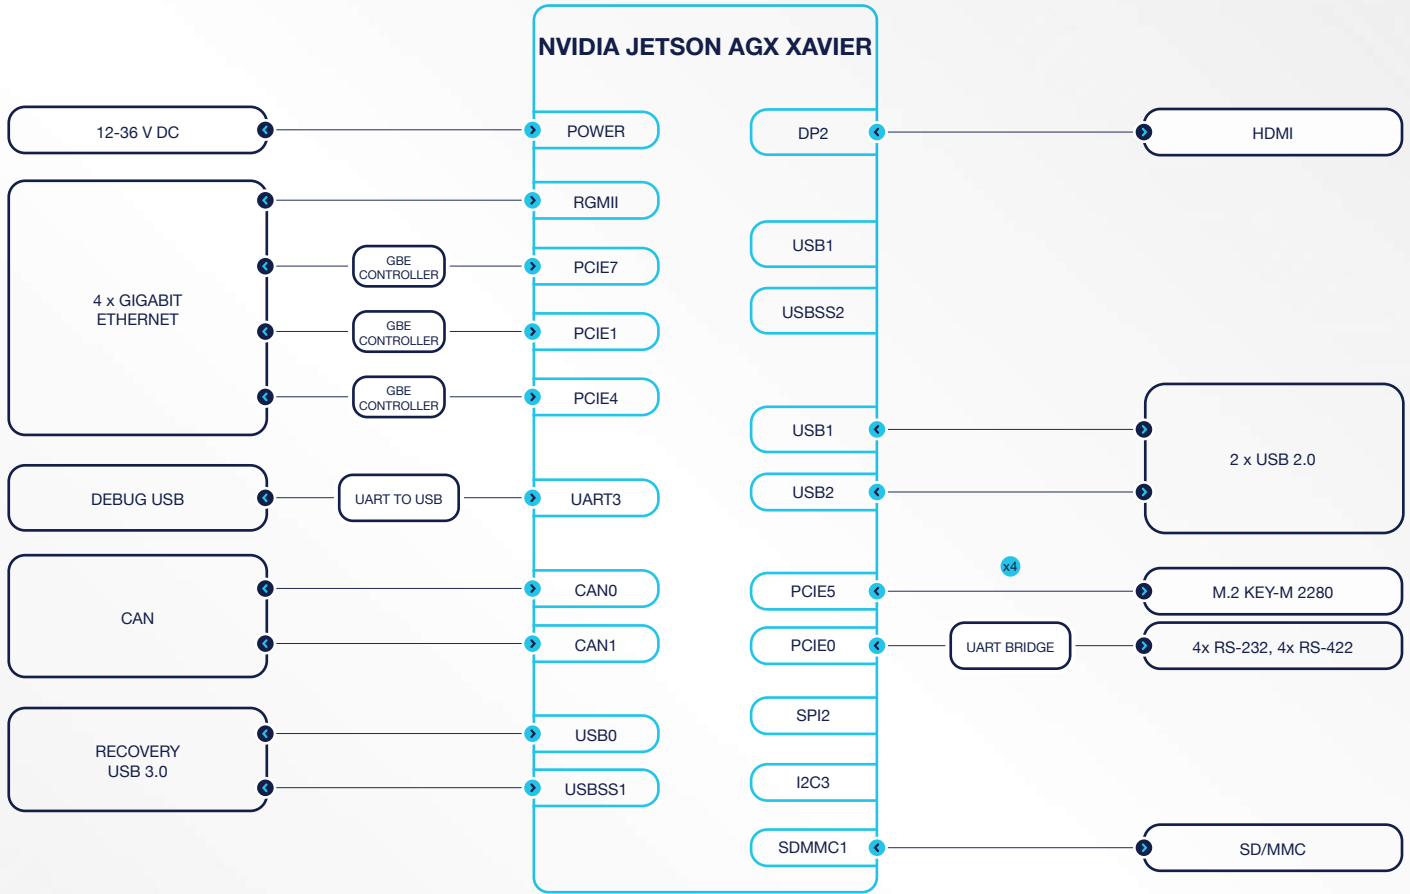 NVIDIA JETSON AGX XAVIER
12-36 V DC
POWER
DP2
HDMI
RGMII
4 x GIGABIT
ETHERNET
GBE
CONTROLLER
PCIE7
GBE
CONTROLLER
PCIE1
GBE
CONTROLLER
PCIE4
USB1
USBSS2
USB1
USB2
2 x USB 2.0
DEBUG USB
UART TO USB
UART3
CAN
CAN0
CAN1
x4
PCIE5
M.2 KEY-M 2280
PCIE0
UART BRIDGE
4x RS-232, 4x RS-422
RECOVERY
USB 3.0
USB0
USBSS1
SPI2
I2C3
SDMMC1
SD/MMC